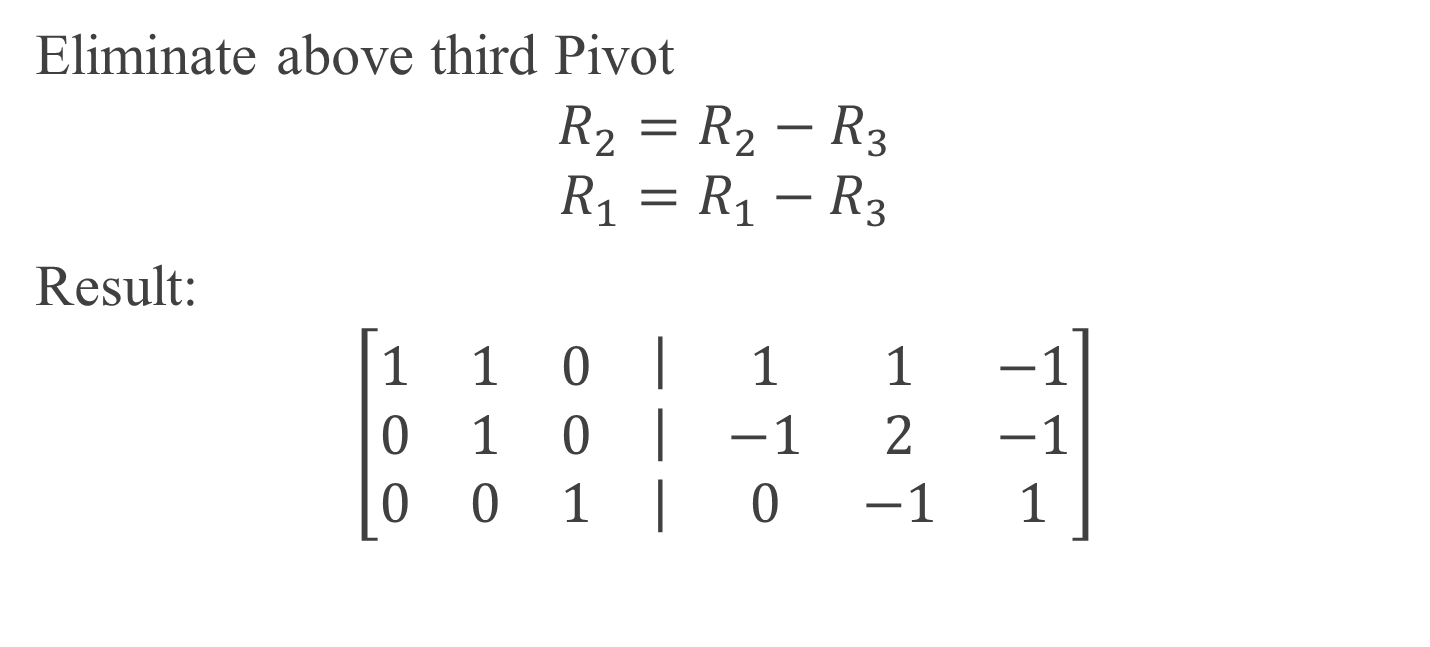 Eliminate above third Pivot
R₂ = R₂ − R₃
R₁ = R₁ − R₃
Result:
1 1 0 | 1 1 −1
0 1 0 | −1 2 −1
0 0 1 | 0 −1 1